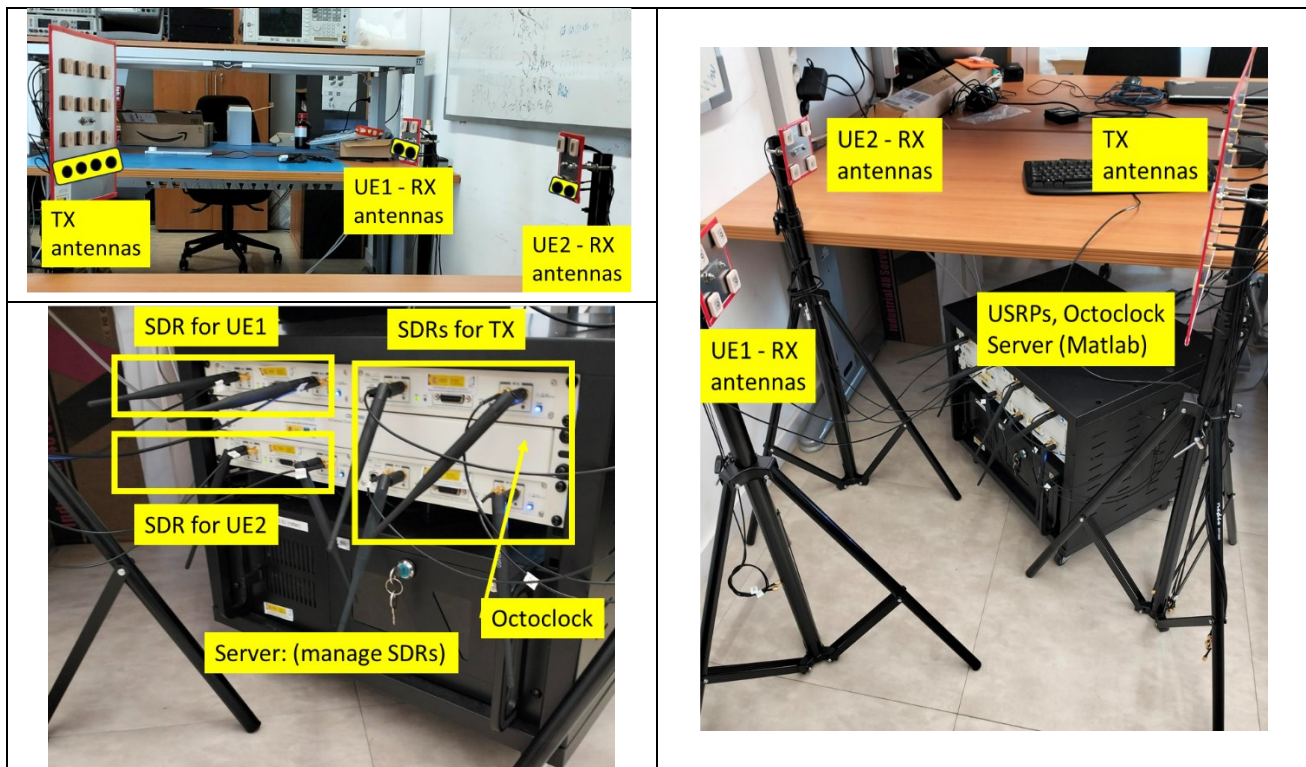 TX
antennas
UE1 - RX
antennas
UE2 - RX
antennas
SDR for UE1
SDRs for TX
SDR for UE2
Octoclock
Server: (manage SDRs)
UE2 - RX
antennas
TX
antennas
USRPs, Octoclock
Server (Matlab)
UE1 - RX
antennas